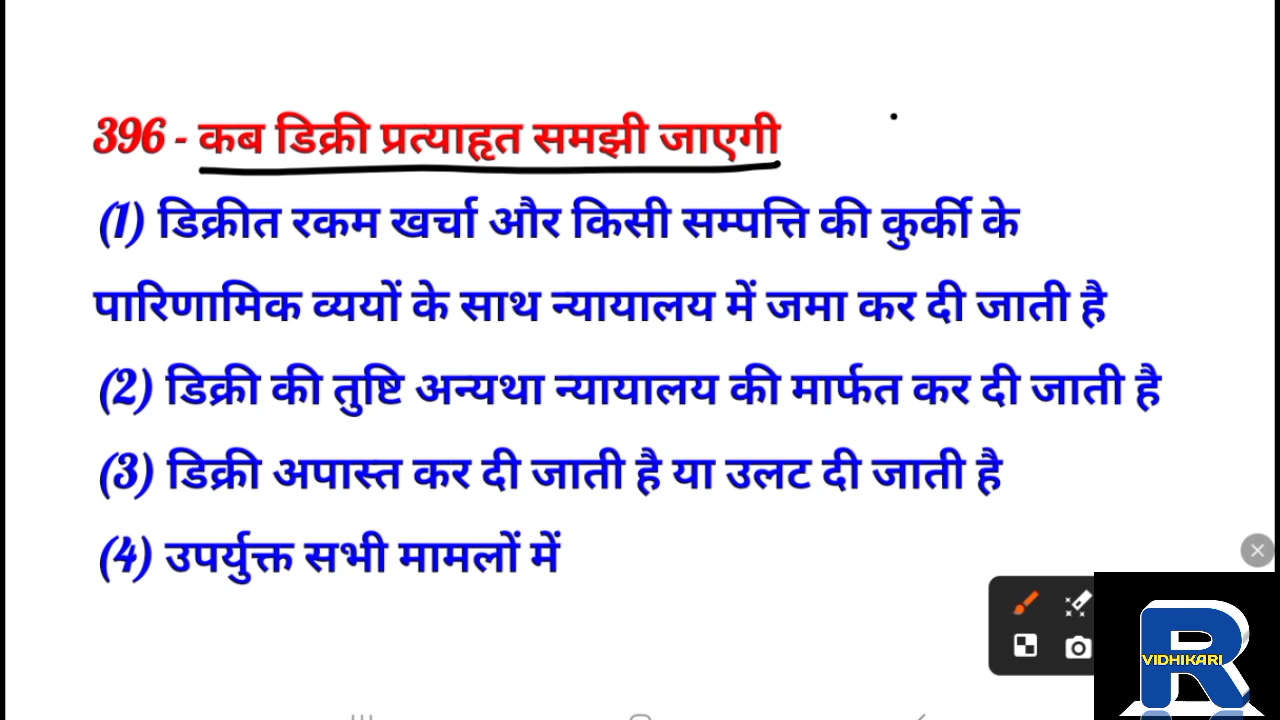 396 - कब डिक्री प्रत्याहृत समझी जाएगी
(1) डिक्रीत रकम खर्चा और किसी सम्पत्ति की कुर्की के
पारिणामिक व्ययों के साथ न्यायालय में जमा कर दी जाती है
(2) डिक्री की तुष्टि अन्यथा न्यायालय की मार्फत कर दी जाती है
(3) डिक्री अपास्त कर दी जाती है या उलट दी जाती है
(4) उपर्युक्त सभी मामलों में
R
VIDHIKARI